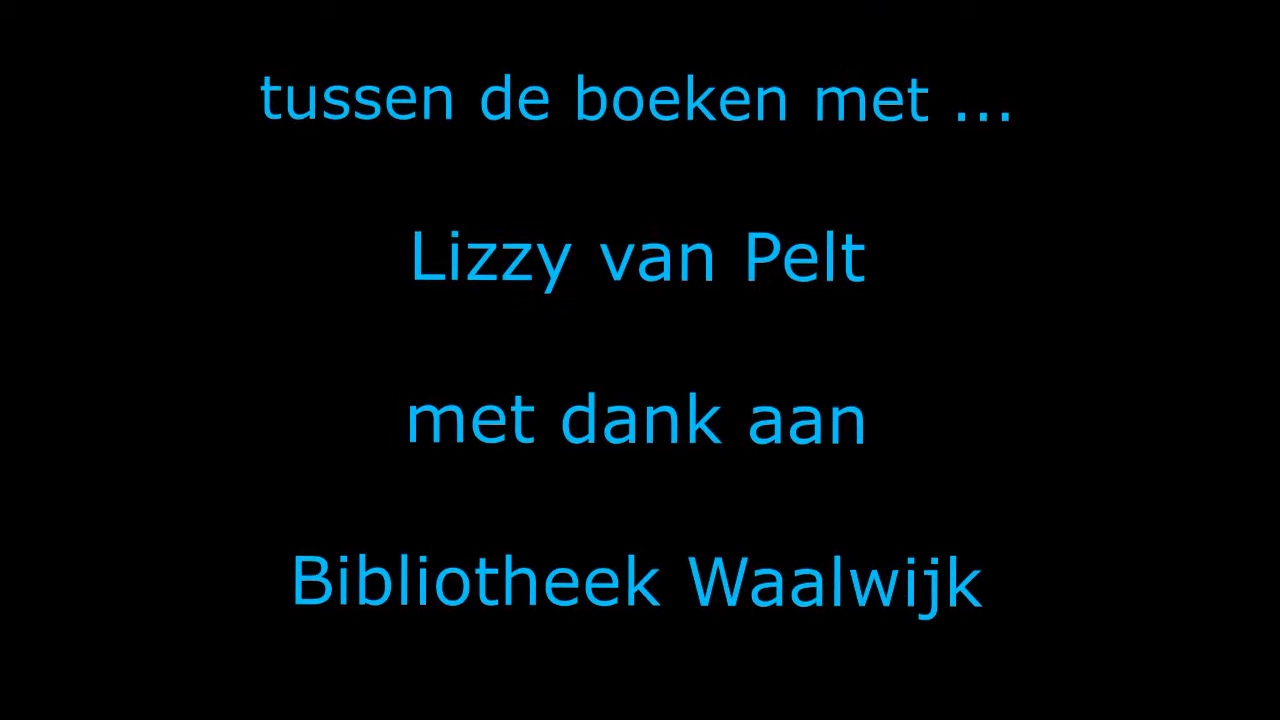 tussen de boeken met ...
Lizzy van Pelt
met dank aan
Bibliotheek Waalwijk